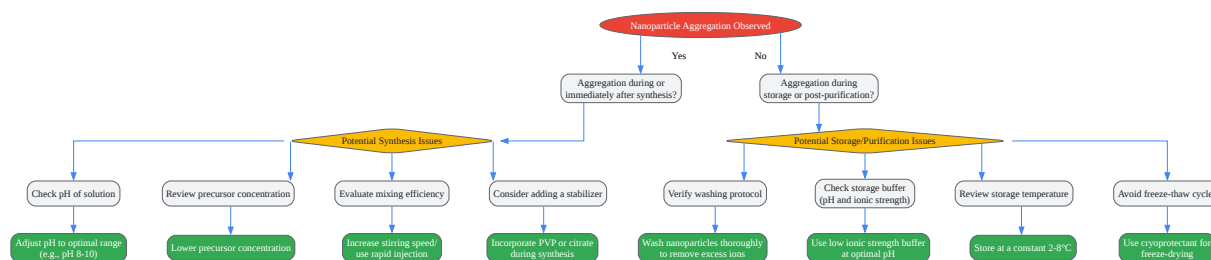 Nanoparticle Aggregation Observed
Yes
No
Aggregation during or
immediately after synthesis?
Aggregation during
storage or post-purification?
Potential Synthesis Issues
Potential Storage/Purification Issues
Check pH of solution
Review precursor concentration
Evaluate mixing efficiency
Consider adding a stabilizer
Verify washing protocol
Check storage buffer
(pH and ionic strength)
Review storage temperature
Avoid freeze-thaw cycle
Adjust pH to optimal range
(e.g., pH 8-10)
Lower precursor concentration
Increase stirring speed/
use rapid injection
Incorporate PVP or citrate
during synthesis
Wash nanoparticles thoroughly
to remove excess ions
Use low ionic strength buffer
at optimal pH
Store at a constant 2-8°C
Use cryoprotectant for
freeze-drying